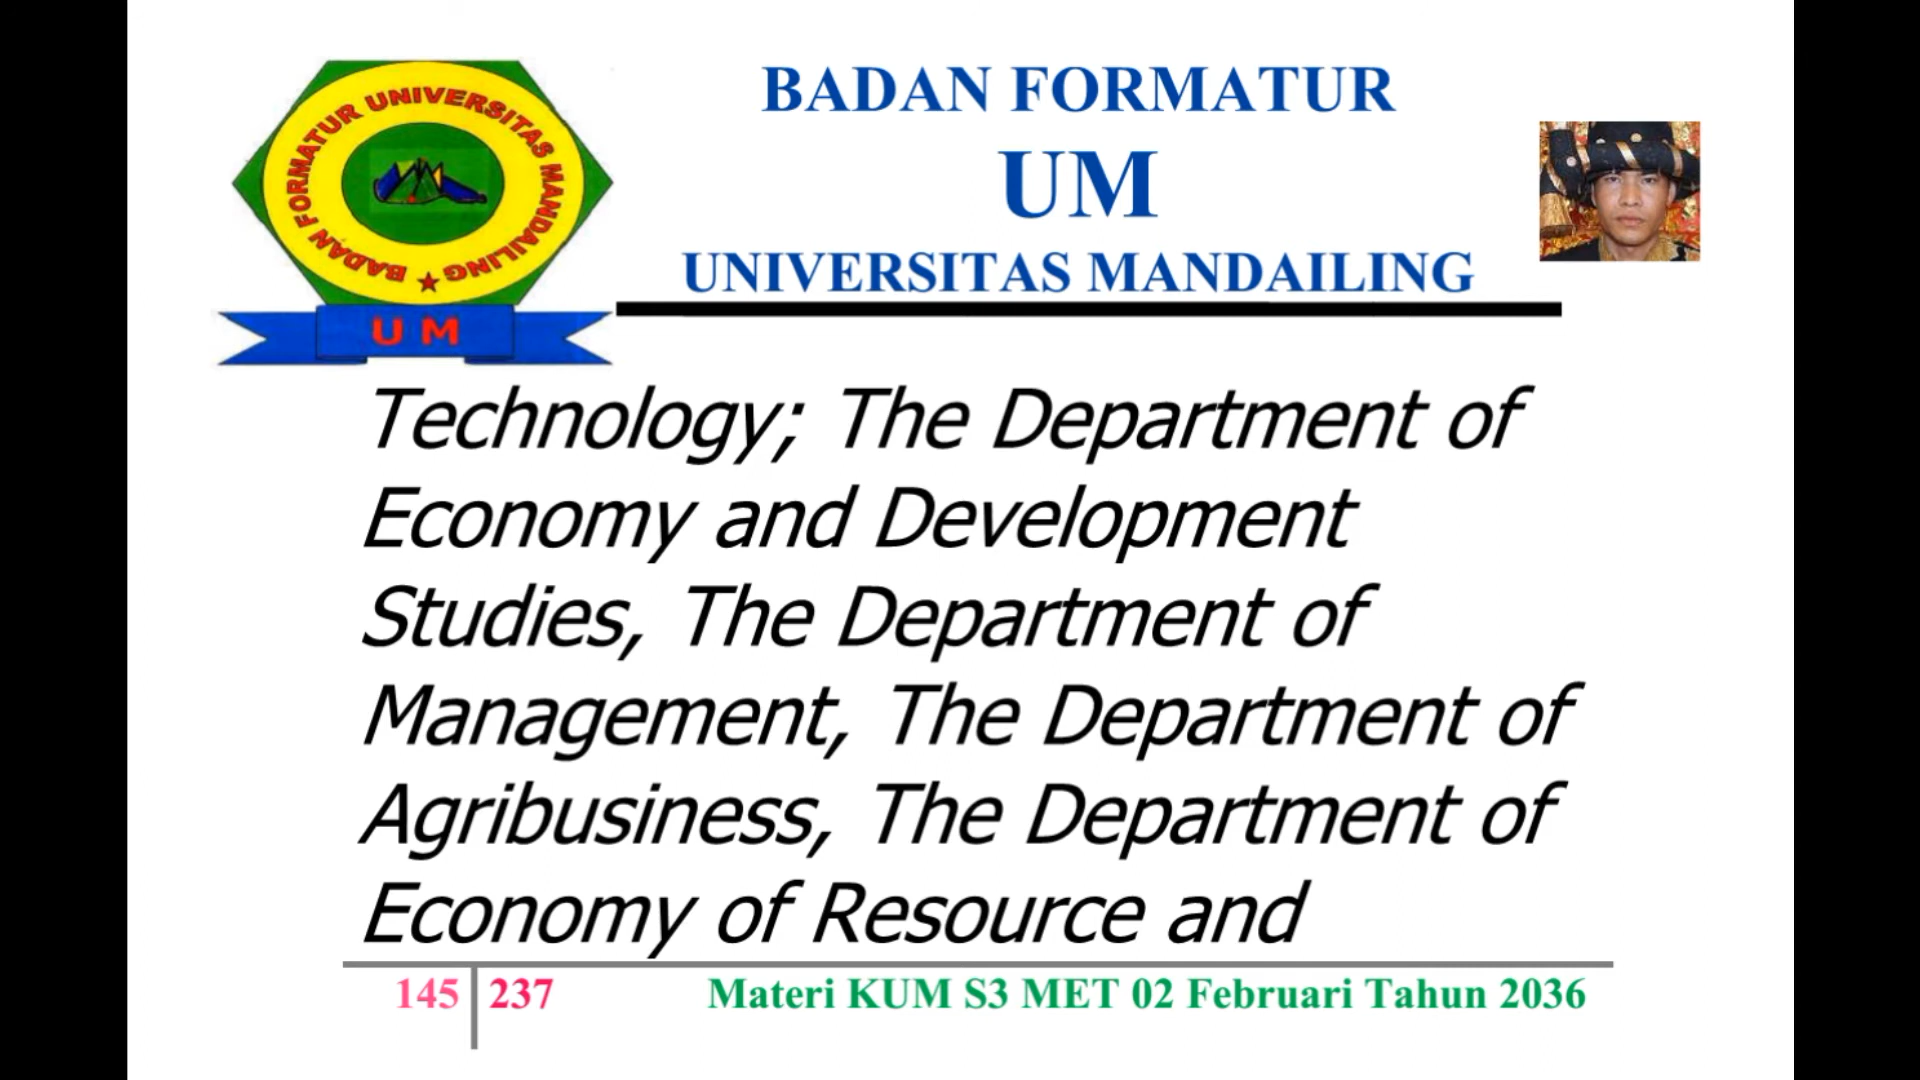 BADAN FORMATUR UNIVERSITAS MANDAILING
U M
BADAN FORMATUR
UM
UNIVERSITAS MANDAILING
Technology; The Department of
Economy and Development
Studies, The Department of
Management, The Department of
Agribusiness, The Department of
Economy of Resource and
145 237 Materi KUM S3 MET 02 Februari Tahun 2036